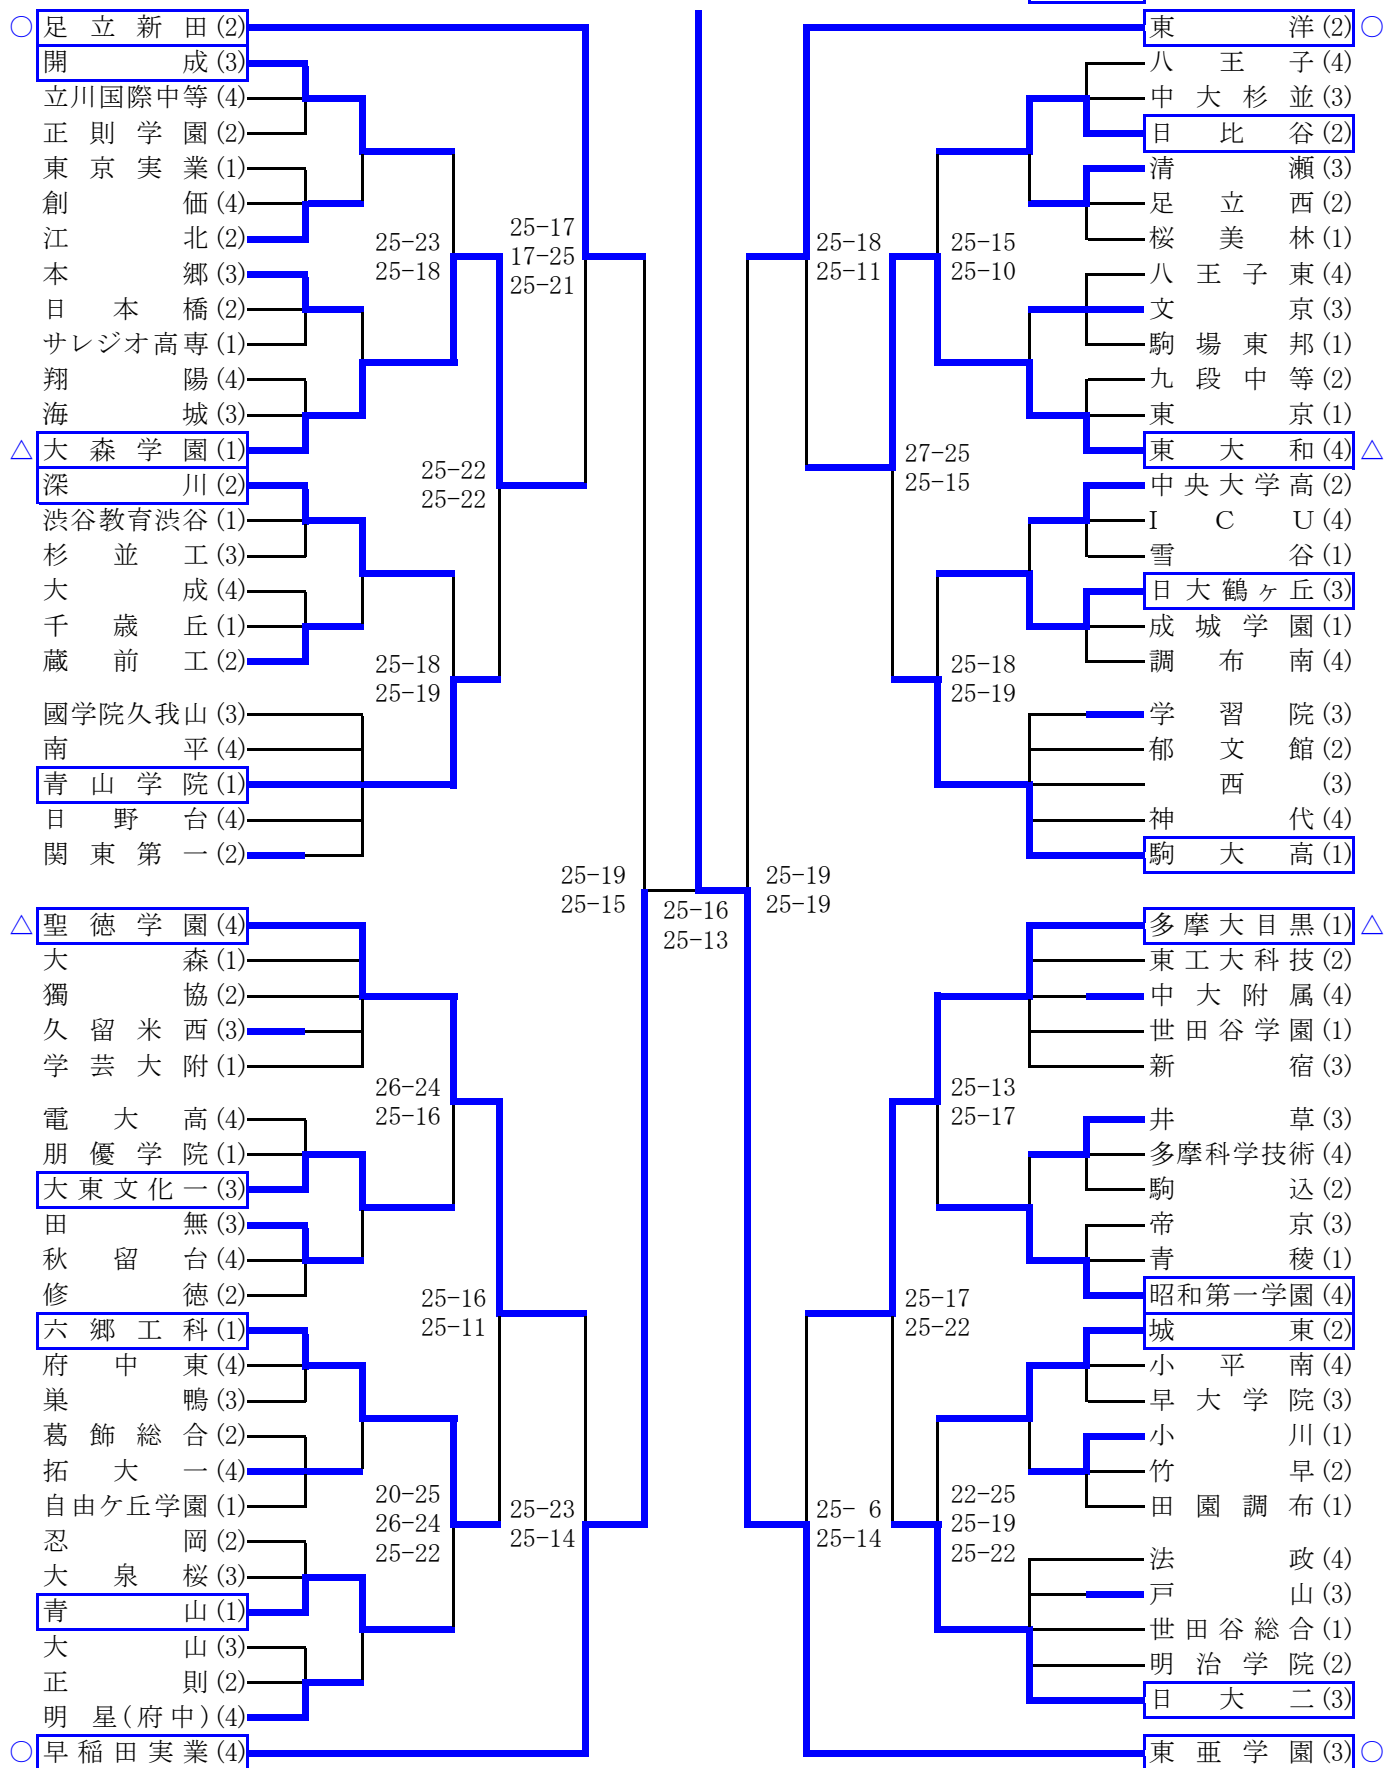 ○ 足立新田(2)
開成(3)
立川国際中等(4)
正則学園(2)
東京実業(1)
創価(4)
江北(2)
本郷(3)
日本橋(2)
サレジオ高専(1)
翔陽(4)
海城(3)
△ 大森学園(1)
深川(2)
渋谷教育渋谷(1)
杉並工(3)
大成(4)
千歳丘(1)
蔵前工(2)
國学院久我山(3)
南平(4)
青山学院(1)
日野台(4)
関東第一(2)
△ 聖徳学園(4)
大森(1)
獨協(2)
久留米西(3)
学芸大附(1)
電大高(4)
朋優学院(1)
大東文化一(3)
田無(3)
秋留台(4)
修徳(2)
六郷工科(1)
府中東(4)
巣鴨(3)
葛飾総合(2)
拓大一(4)
自由ケ丘学園(1)
忍岡(2)
大泉桜(3)
青山(1)
大山(3)
正則(2)
明星(府中)(4)
○ 早稲田実業(4)
25-23
25-18
25-18
25-19
26-24
25-16
20-25
26-24
25-22
25-22
25-22
25-16
25-11
25-17
17-25
25-21
25-23
25-14
25-19
25-15
25-16
25-13
25-19
25-19
25-18
25-11
25- 6
25-14
27-25
25-15
25-17
25-22
25-15
25-10
25-18
25-19
25-13
25-17
22-25
25-19
25-22
東洋(2) ○
八王子(4)
中大杉並(3)
日比谷(2)
清瀬(3)
足立西(2)
桜美林(1)
八王子東(4)
文京(3)
駒場東邦(1)
九段中等(2)
東京(1)
東大和(4) △
中央大学高(2)
ICU(4)
雪谷(1)
日大鶴ヶ丘(3)
成城学園(1)
調布南(4)
学習院(3)
郁文館(2)
西(3)
神代(4)
駒大高(1)
多摩大目黒(1) △
東工大科技(2)
中大附属(4)
世田谷学園(1)
新宿(3)
井草(3)
多摩科学技術(4)
駒込(2)
帝京(3)
青稜(1)
昭和第一学園(4)
城東(2)
小平南(4)
早大学院(3)
小川(1)
竹早(2)
田園調布(1)
法政(4)
戸山(3)
世田谷総合(1)
明治学院(2)
日大二(3)
東亜学園(3) ○